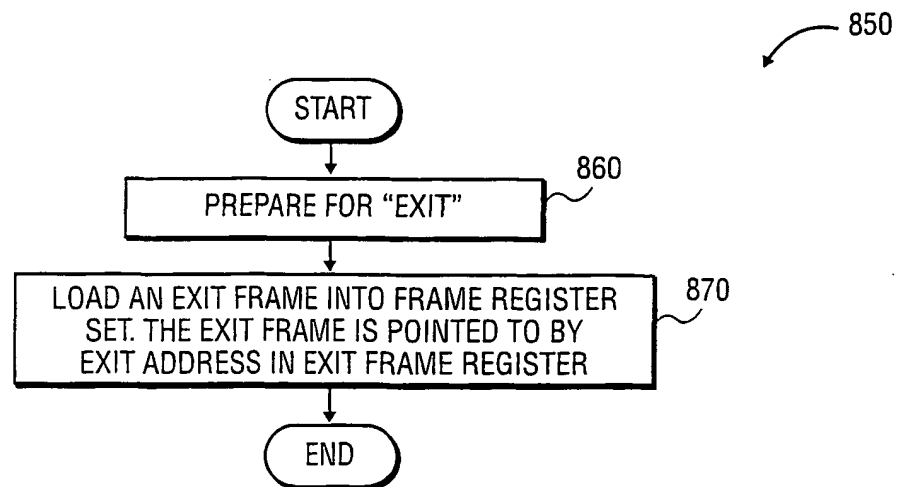 850
START
860
PREPARE FOR “EXIT”
870
LOAD AN EXIT FRAME INTO FRAME REGISTER
SET. THE EXIT FRAME IS POINTED TO BY
EXIT ADDRESS IN EXIT FRAME REGISTER
END